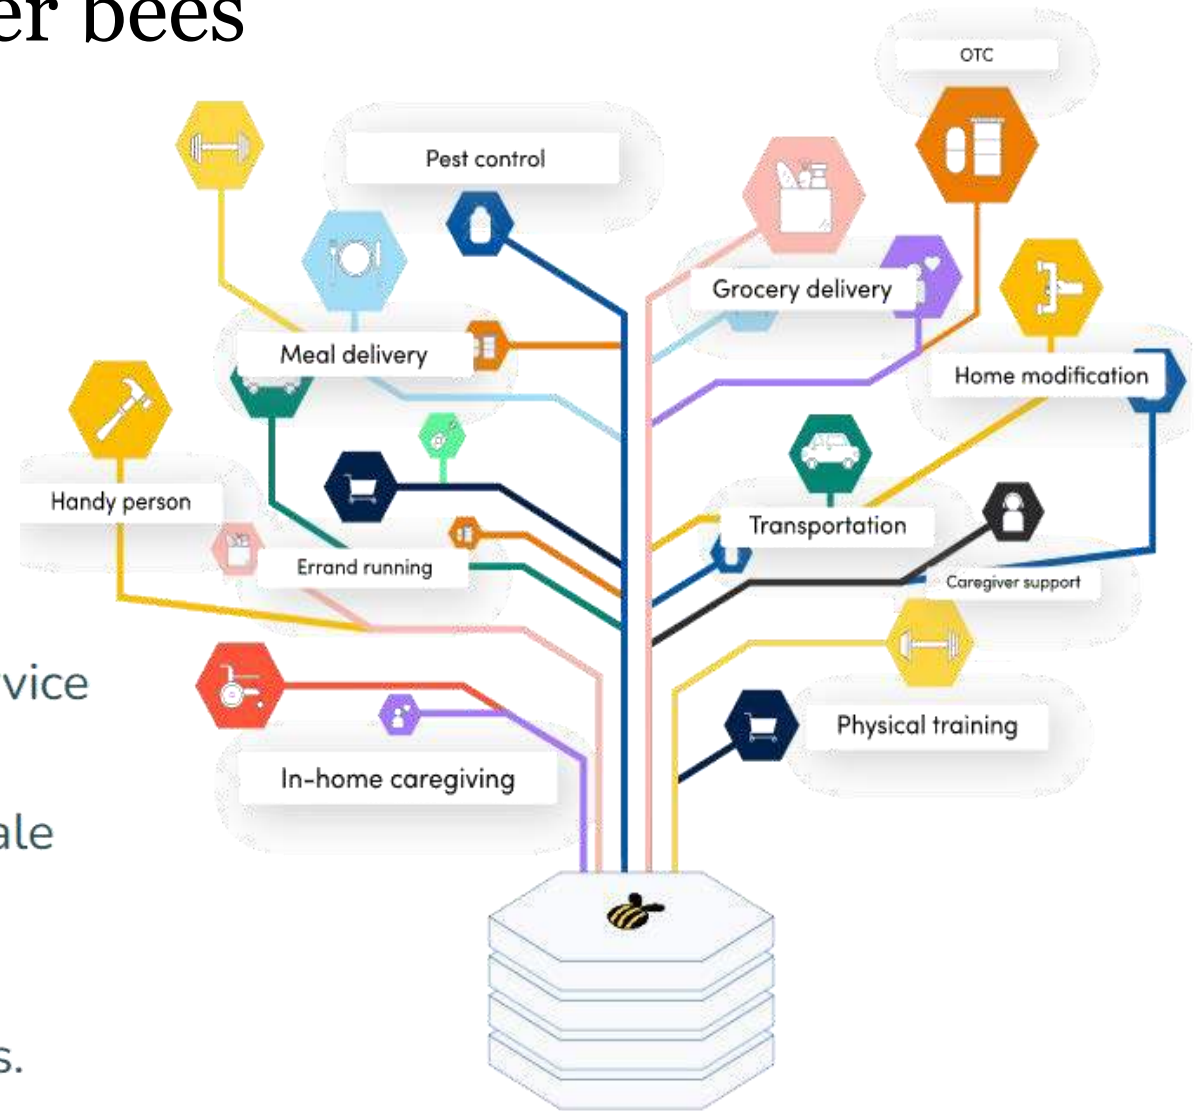 er bees
OTC
Pest control
Grocery delivery
Meal delivery
Home modification
Handy person
Transportation
Errand running
Caregiver support
vice
Physical training
In-home caregiving
ale
s.